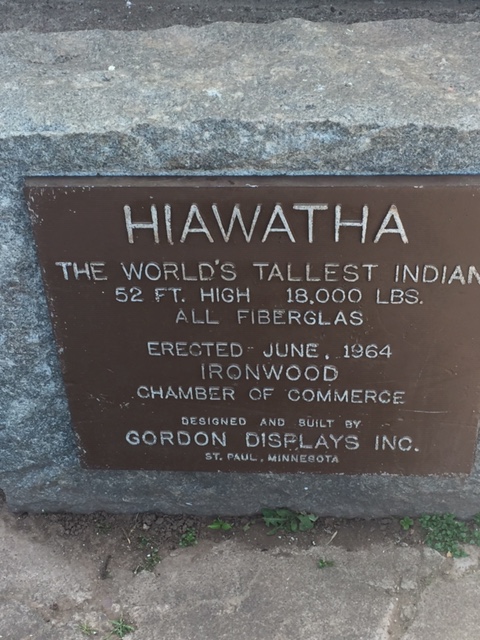 HIAWATHA
THE WORLD'S TALLEST INDIAN
52 FT. HIGH 18,000 LBS.
ALL FIBERGLAS
ERECTED JUNE, 1964
IRONWOOD
CHAMBER OF COMMERCE
DESIGNED AND BUILT BY
GORDON DISPLAYS INC.
ST. PAUL, MINNESOTA